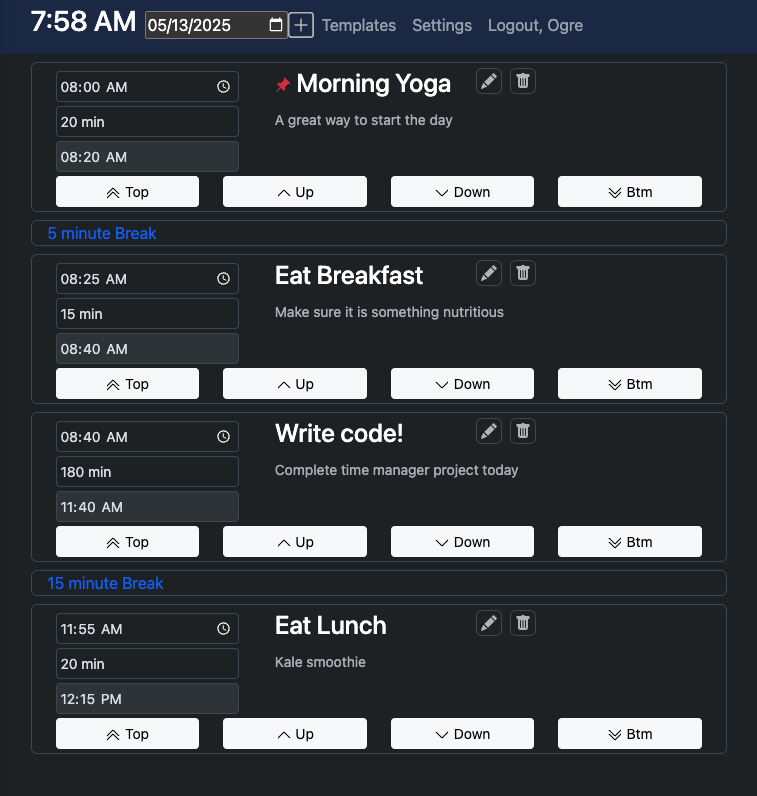 7:58 AM 05/13/2025 Templates Settings Logout, Ogre
08:00 AM Morning Yoga
20 min A great way to start the day
08:20 AM
Top Up Down Btm
5 minute Break
08:25 AM Eat Breakfast
15 min Make sure it is something nutritious
08:40 AM
Top Up Down Btm
08:40 AM Write code!
180 min Complete time manager project today
11:40 AM
Top Up Down Btm
15 minute Break
11:55 AM Eat Lunch
20 min Kale smoothie
12:15 PM
Top Up Down Btm